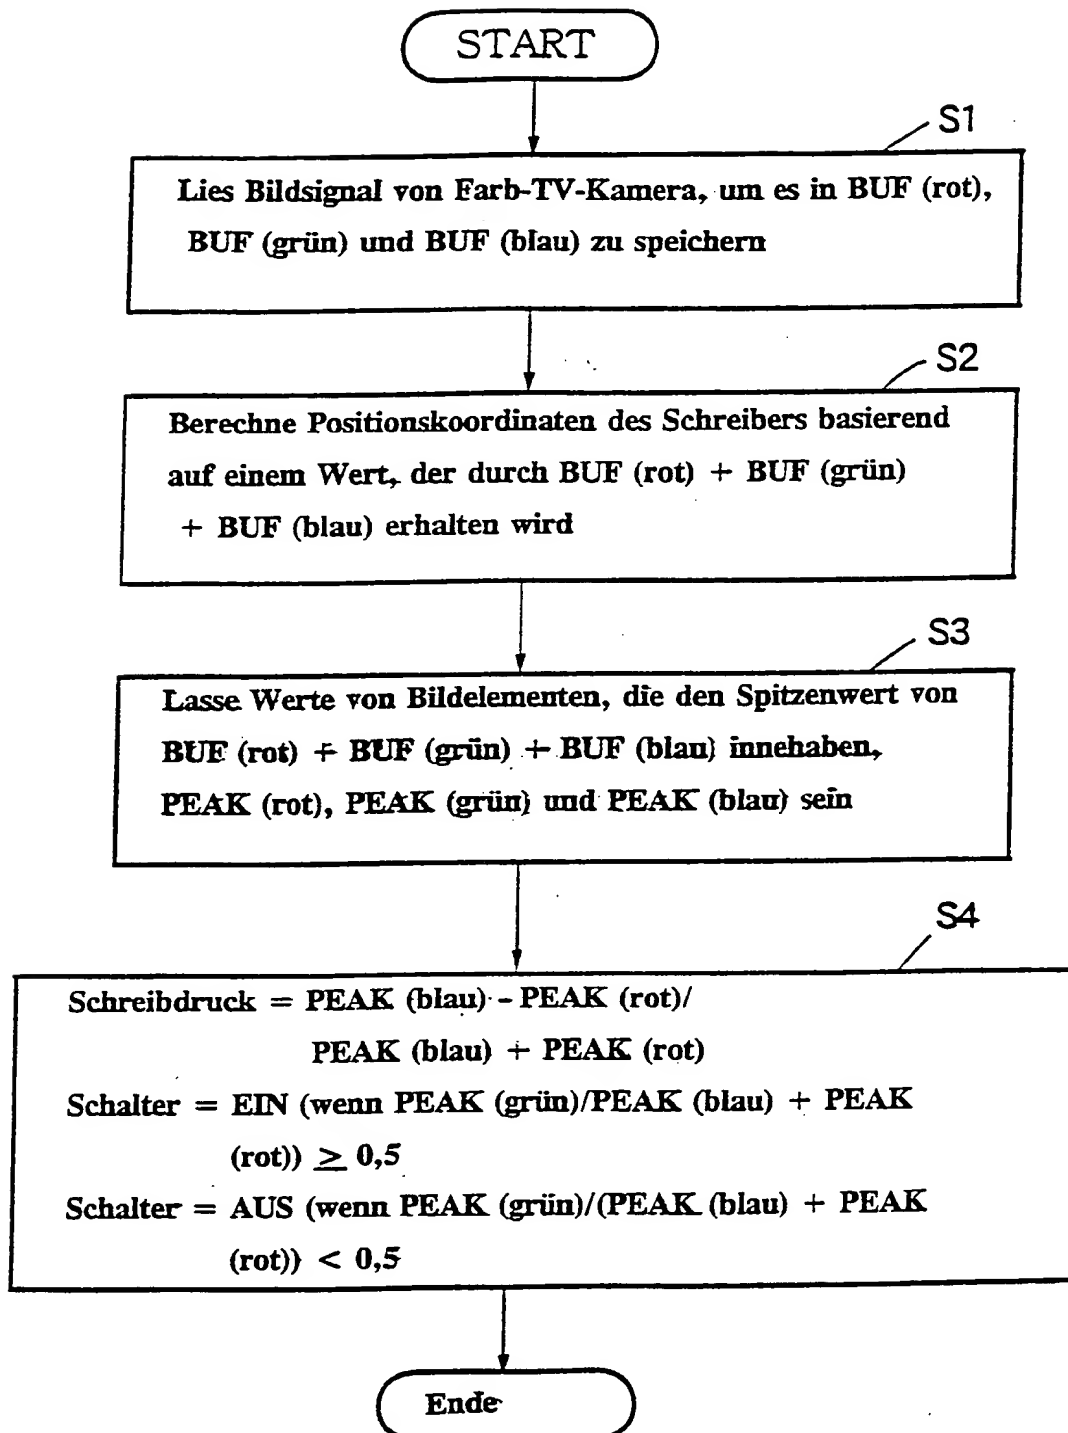 START
S1
Lies Bildsignal von Farb-TV-Kamera, um es in BUF (rot),
BUF (grün) und BUF (blau) zu speichern
S2
Berechne Positionskoordinaten des Schreibers basierend
auf einem Wert, der durch BUF (rot) + BUF (grün)
+ BUF (blau) erhalten wird
S3
Lasse Werte von Bildelementen, die den Spitzenwert von
BUF (rot) + BUF (grün) + BUF (blau) innehaben,
PEAK (rot), PEAK (grün) und PEAK (blau) sein
S4
Schreibdruck = PEAK (blau) - PEAK (rot)/
PEAK (blau) + PEAK (rot)
Schalter = EIN (wenn PEAK (grün)/PEAK (blau) + PEAK
(rot)) ≥ 0,5
Schalter = AUS (wenn PEAK (grün)/(PEAK (blau) + PEAK
(rot)) < 0,5
Ende